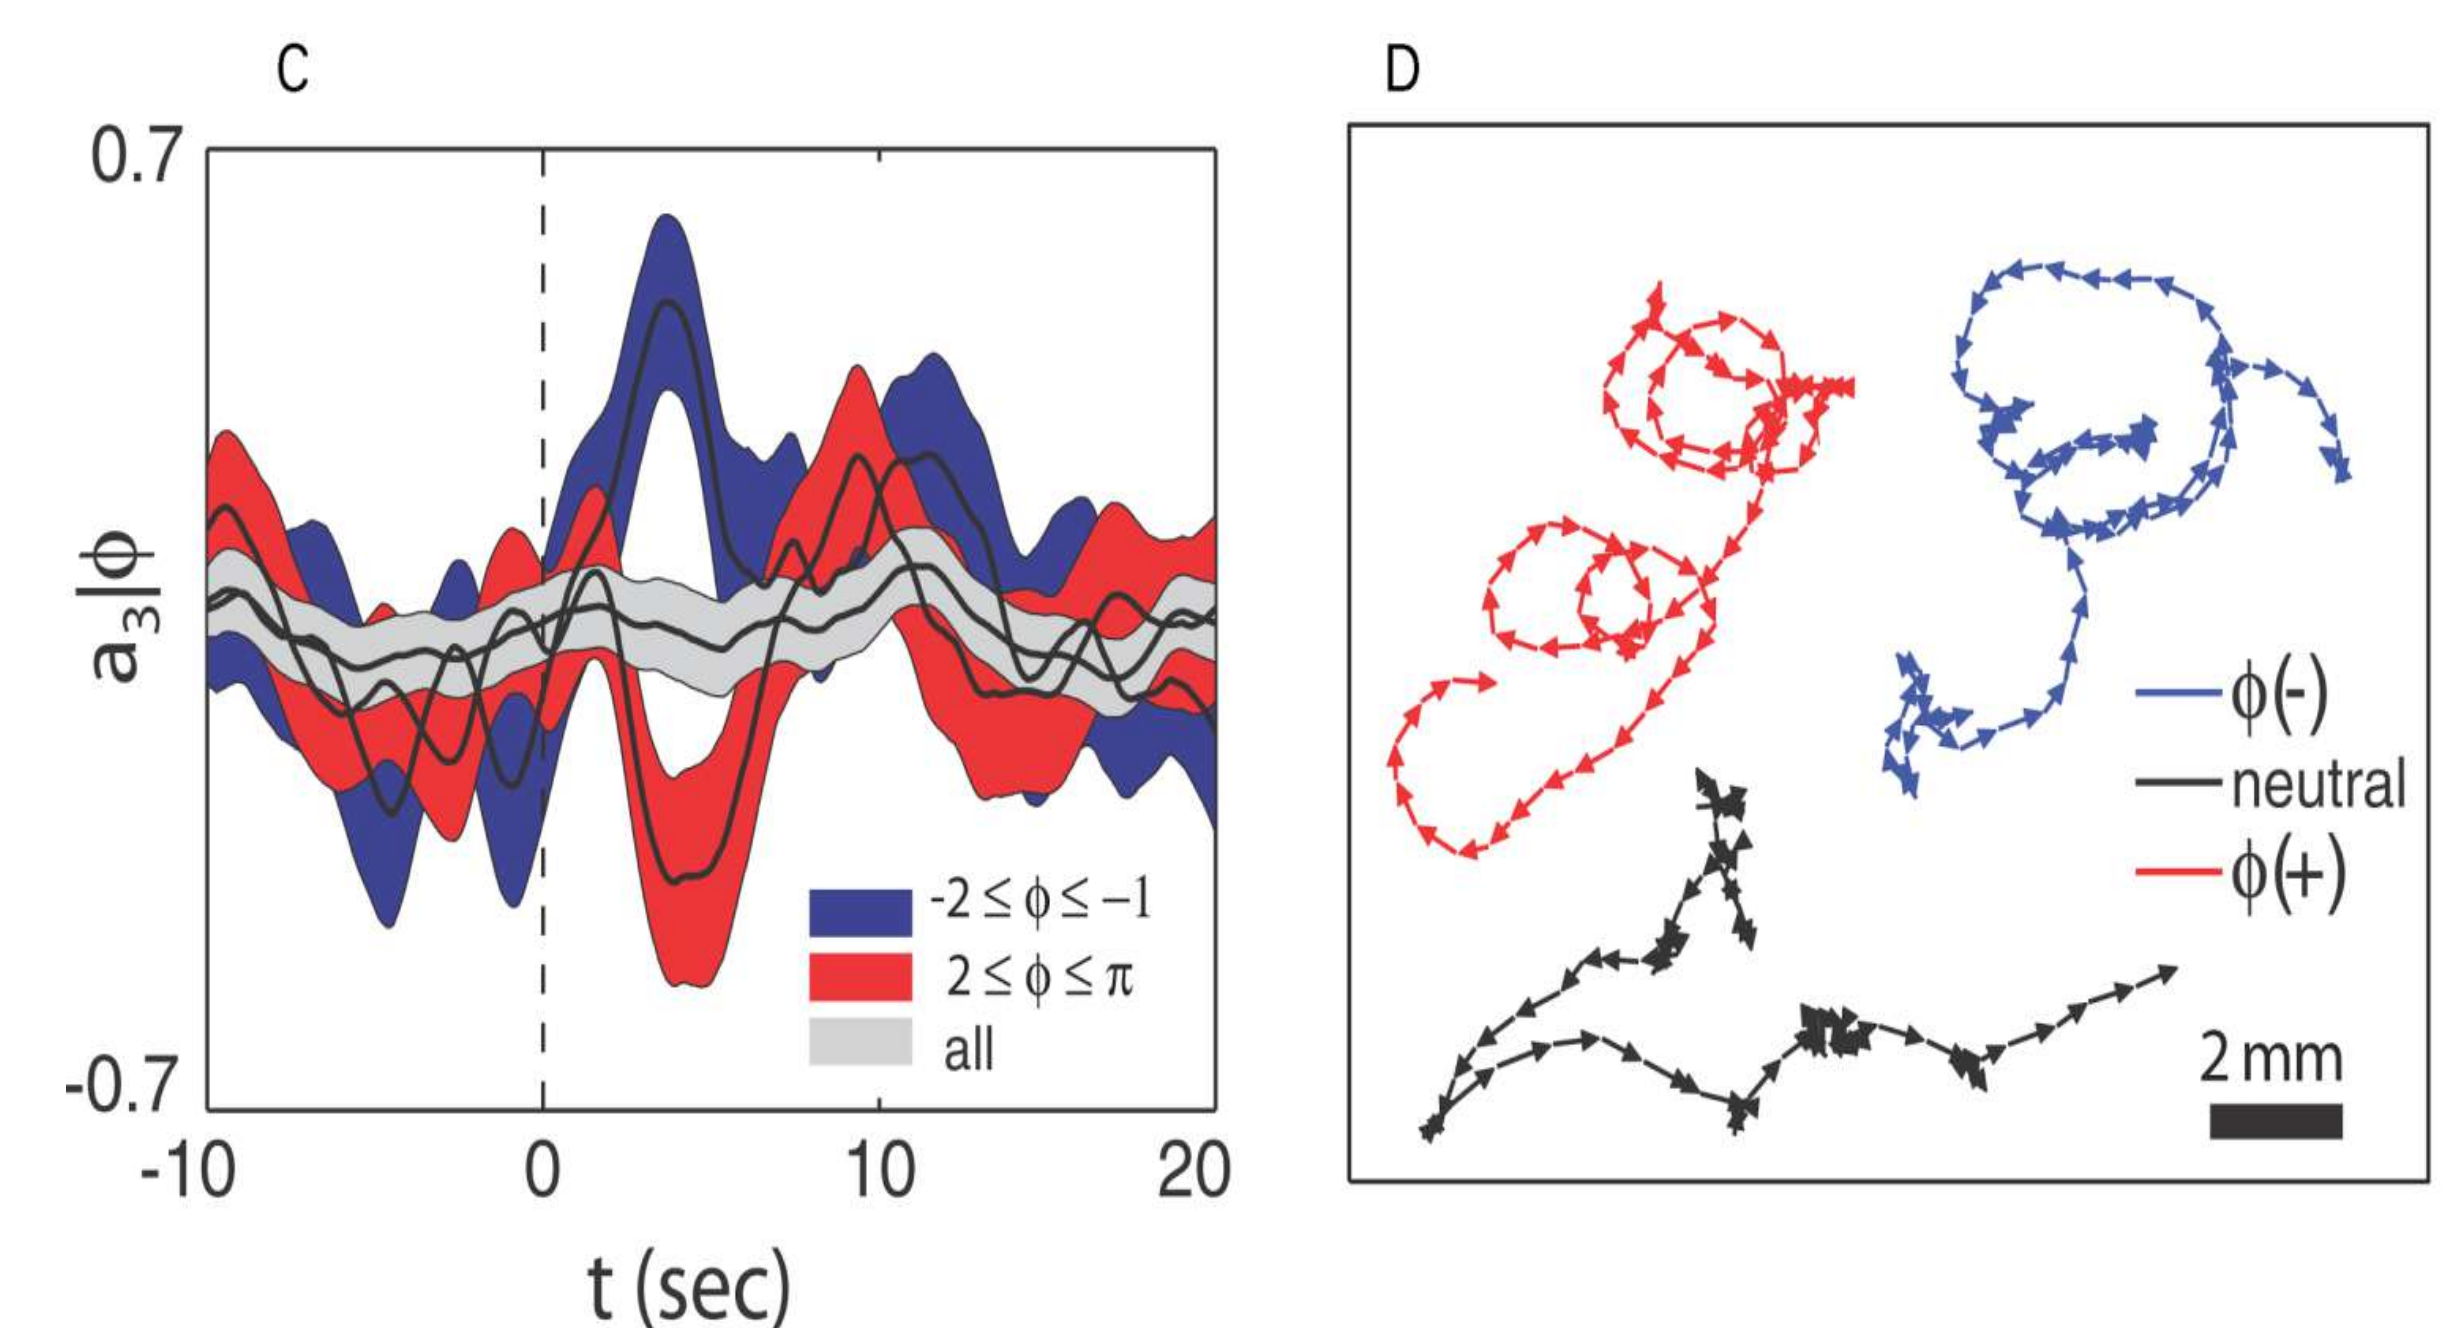 C
0.7
a₃|ϕ
-0.7
-10 0 10 20
t (sec)
-2 ≤ ϕ ≤ −1
2 ≤ ϕ ≤ π
all
D
ϕ(-)
neutral
ϕ(+)
2 mm